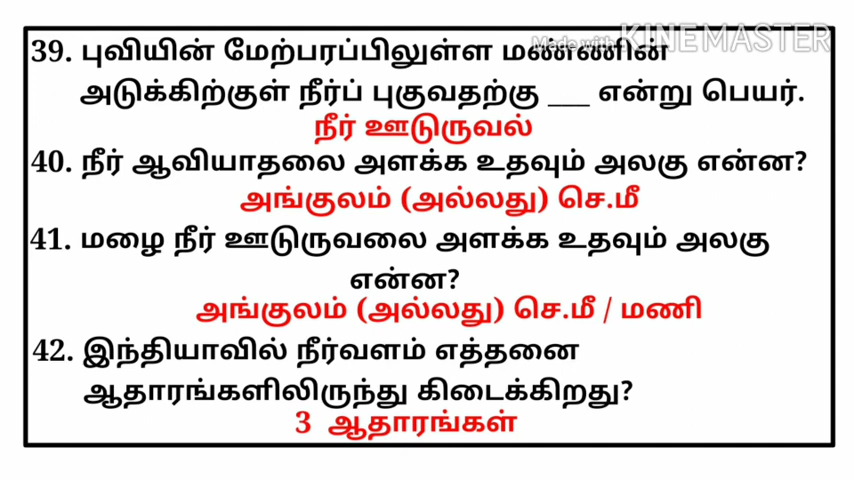 Made with KINEMASTER
39. புவியின் மேற்பரப்பிலுள்ள மண்ணின்
அடுக்கிற்குள் நீர்ப் புகுவதற்கு ___ என்று பெயர்.
நீர் ஊடுருவல்
40. நீர் ஆவியாதலை அளக்க உதவும் அலகு என்ன?
அங்குலம் (அல்லது) செ.மீ
41. மழை நீர் ஊடுருவலை அளக்க உதவும் அலகு
என்ன?
அங்குலம் (அல்லது) செ.மீ / மணி
42. இந்தியாவில் நீர்வளம் எத்தனை
ஆதாரங்களிலிருந்து கிடைக்கிறது?
3 ஆதாரங்கள்